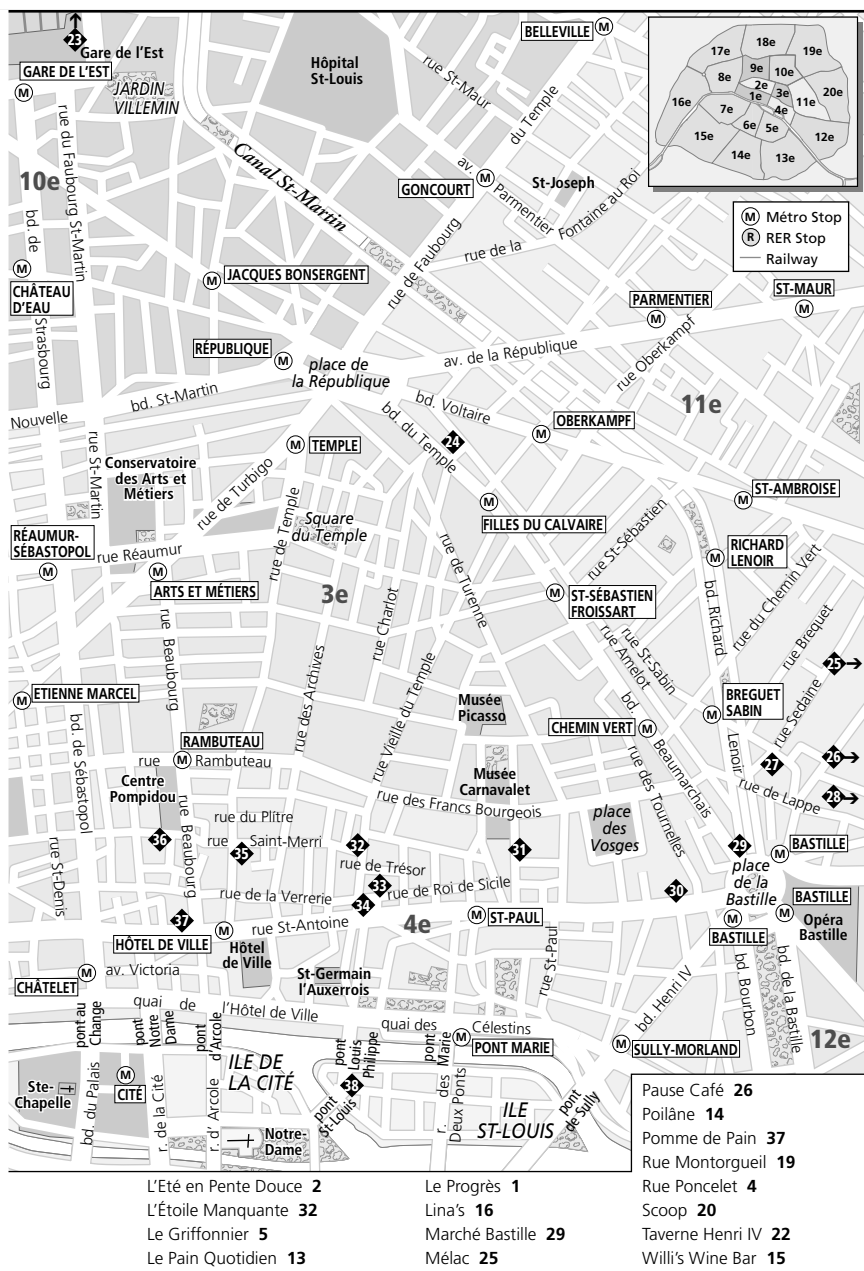 23
Gare de l'Est
GARE DE L'EST
M
JARDIN
VILLEMIN
Hôpital
St-Louis
rue St-Maur
BELLEVILLE
M
17e
18e
19e
8e
9e
10e
2e
3e
20e
16e
1e
11e
7e
4e
6e
5e
15e
12e
14e
13e
M Métro Stop
R RER Stop
Railway
10e
rue du Faubourg St-Martin
bd. de
Strasbourg
Canal St-Martin
du Temple
GONCOURT
M
av. Parmentier
St-Joseph
Fontaine au Roi
rue de la
rue de Faubourg
M
CHÂTEAU
D'EAU
M
JACQUES BONSERGENT
PARMENTIER
M
ST-MAUR
M
RÉPUBLIQUE
M
place de
la République
av. de la République
rue Oberkampf
Nouvelle
bd. St-Martin
bd. Voltaire
11e
OBERKAMPF
M
bd. du Temple
24
rue St-Martin
TEMPLE
M
Conservatoire
des Arts et
Métiers
rue de Turbigo
rue de Temple
Square
du Temple
FILLES DU CALVAIRE
M
ST-AMBROISE
M
RÉAUMUR-
SÉBASTOPOL
M
rue Réaumur
M
ARTS ET MÉTIERS
rue de Turenne
rue St-Sébastien
RICHARD
LENOIR
M
ST-SÉBASTIEN
FROISSART
M
rue du Chemin Vert
3e
rue Charlot
rue Beaubourg
rue des Archives
rue Vieille du Temple
rue St-Sabin
rue Amelot
bd. Richard
Lenoir
rue Brequet
rue Sedaine
25
ETIENNE MARCEL
M
bd. de Sébastopol
Musée
Picasso
BREGUET
SABIN
M
CHEMIN VERT
M
bd. Beaumarchais
RAMBUTEAU
M
rue Rambuteau
Centre
Pompidou
Musée
Carnavalet
26
27
rue de Lappe
28
rue des Francs Bourgeois
place
des
Vosges
rue des Tournelles
rue du Plître
36
rue Beaubourg
rue Saint-Merri
35
32
31
29
M
BASTILLE
rue St-Denis
rue de Trésor
33
place
de la
Bastille
rue de la Verrerie
34
rue de Roi de Sicile
30
BASTILLE
M
Opéra
Bastille
37
rue St-Antoine
4e
M
ST-PAUL
M
BASTILLE
HÔTEL DE VILLE
M
Hôtel
de Ville
rue St-Paul
CHÂTELET
M
av. Victoria
St-Germain
l'Auxerrois
bd. Henri IV
bd. Bourbon
bd. de la Bastille
quai de l'Hôtel de Ville
quai des Célestins
12e
pont au
Change
pont
Notre
Dame
pont
d'Arcole
pont
Louis
Philippe
pont
Marie
M
PONT MARIE
M
SULLY-MORLAND
Ste-
Chapelle
M
CITÉ
ILE DE
LA CITÉ
38
bd. du Palais
r. de la Cité
r. d' Arcole
Notre-
Dame
pont
St-Louis
r. des
Deux Ponts
ILE
ST-LOUIS
pont
de Sully
L'Eté en Pente Douce 2
L'Étoile Manquante 32
Le Griffonnier 5
Le Pain Quotidien 13
Le Progrès 1
Lina's 16
Marché Bastille 29
Mélac 25
Pause Café 26
Poilâne 14
Pomme de Pain 37
Rue Montorgueil 19
Rue Poncelet 4
Scoop 20
Taverne Henri IV 22
Willi's Wine Bar 15